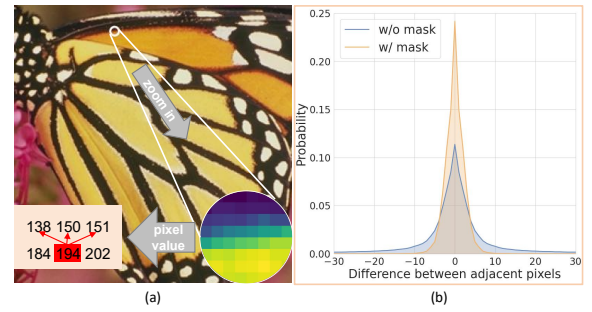 zoom in
138 150 151
184 194 202
pixel
value
(a)
0.25
0.20
0.15
0.10
0.05
0.00
Probability
w/o mask
w/ mask
−30 −20 −10 0 10 20 30
Difference between adjacent pixels
(b)